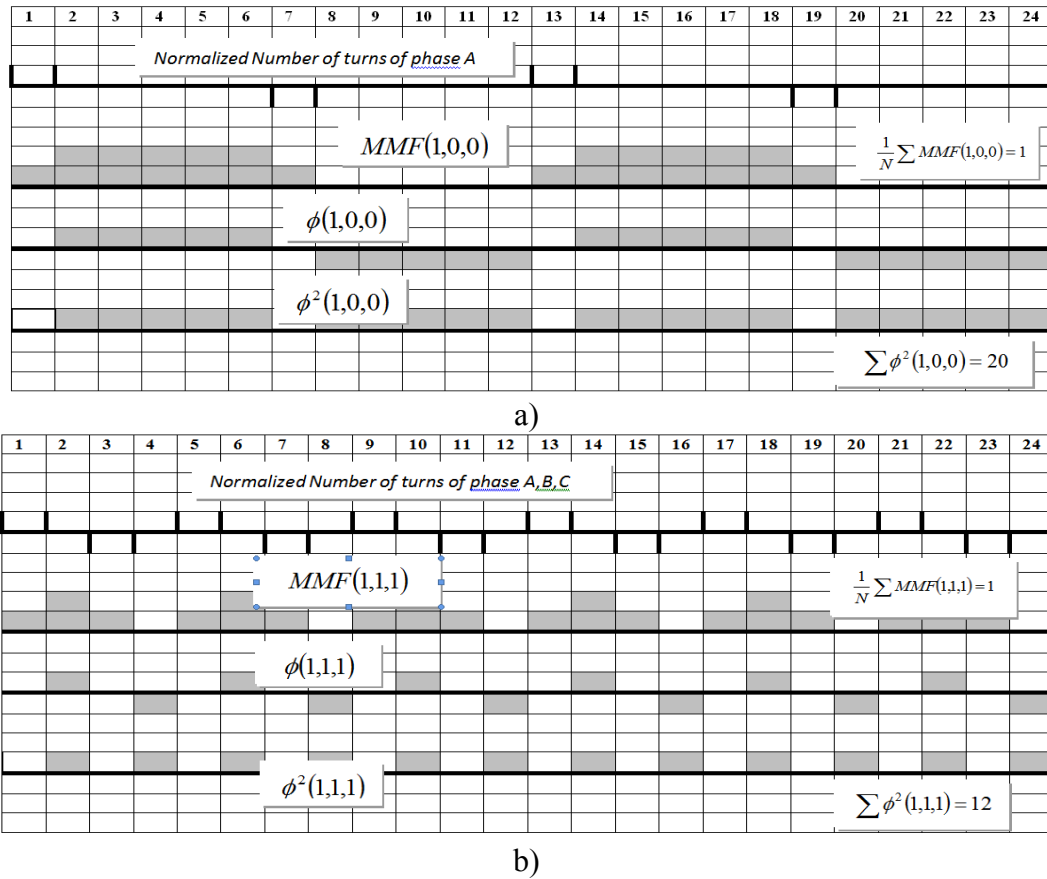 1 2 3 4 5 6 7 8 9 10 11 12 13 14 15 16 17 18 19 20 21 22 23 24
Normalized Number of turns of phase A
MMF(1,0,0)
1/N ∑ MMF(1,0,0)=1
ϕ(1,0,0)
ϕ²(1,0,0)
∑ϕ²(1,0,0)=20
a)
1 2 3 4 5 6 7 8 9 10 11 12 13 14 15 16 17 18 19 20 21 22 23 24
Normalized Number of turns of phase A,B,C
MMF(1,1,1)
1/N ∑ MMF(1,1,1)=1
ϕ(1,1,1)
ϕ²(1,1,1)
∑ϕ²(1,1,1)=12
b)